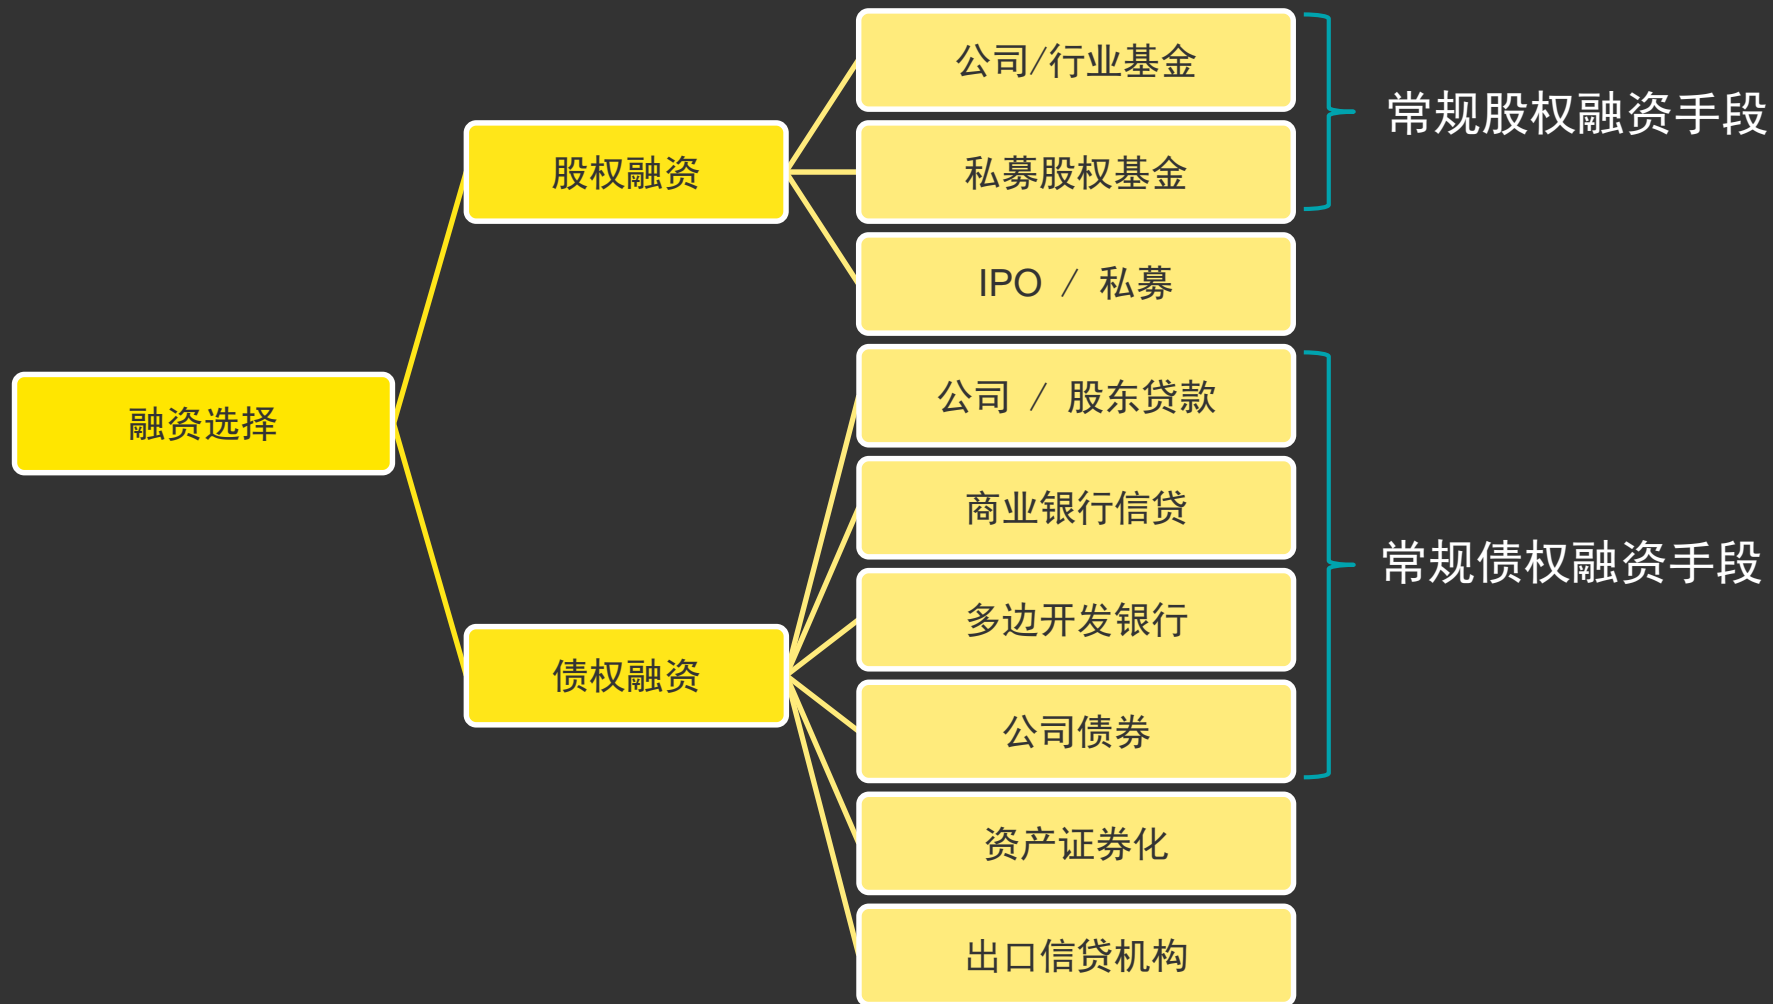 公司/行业基金
常规股权融资手段
股权融资
私募股权基金
IPO / 私募
公司 / 股东贷款
融资选择
商业银行信贷
常规债权融资手段
多边开发银行
债权融资
公司债券
资产证券化
出口信贷机构